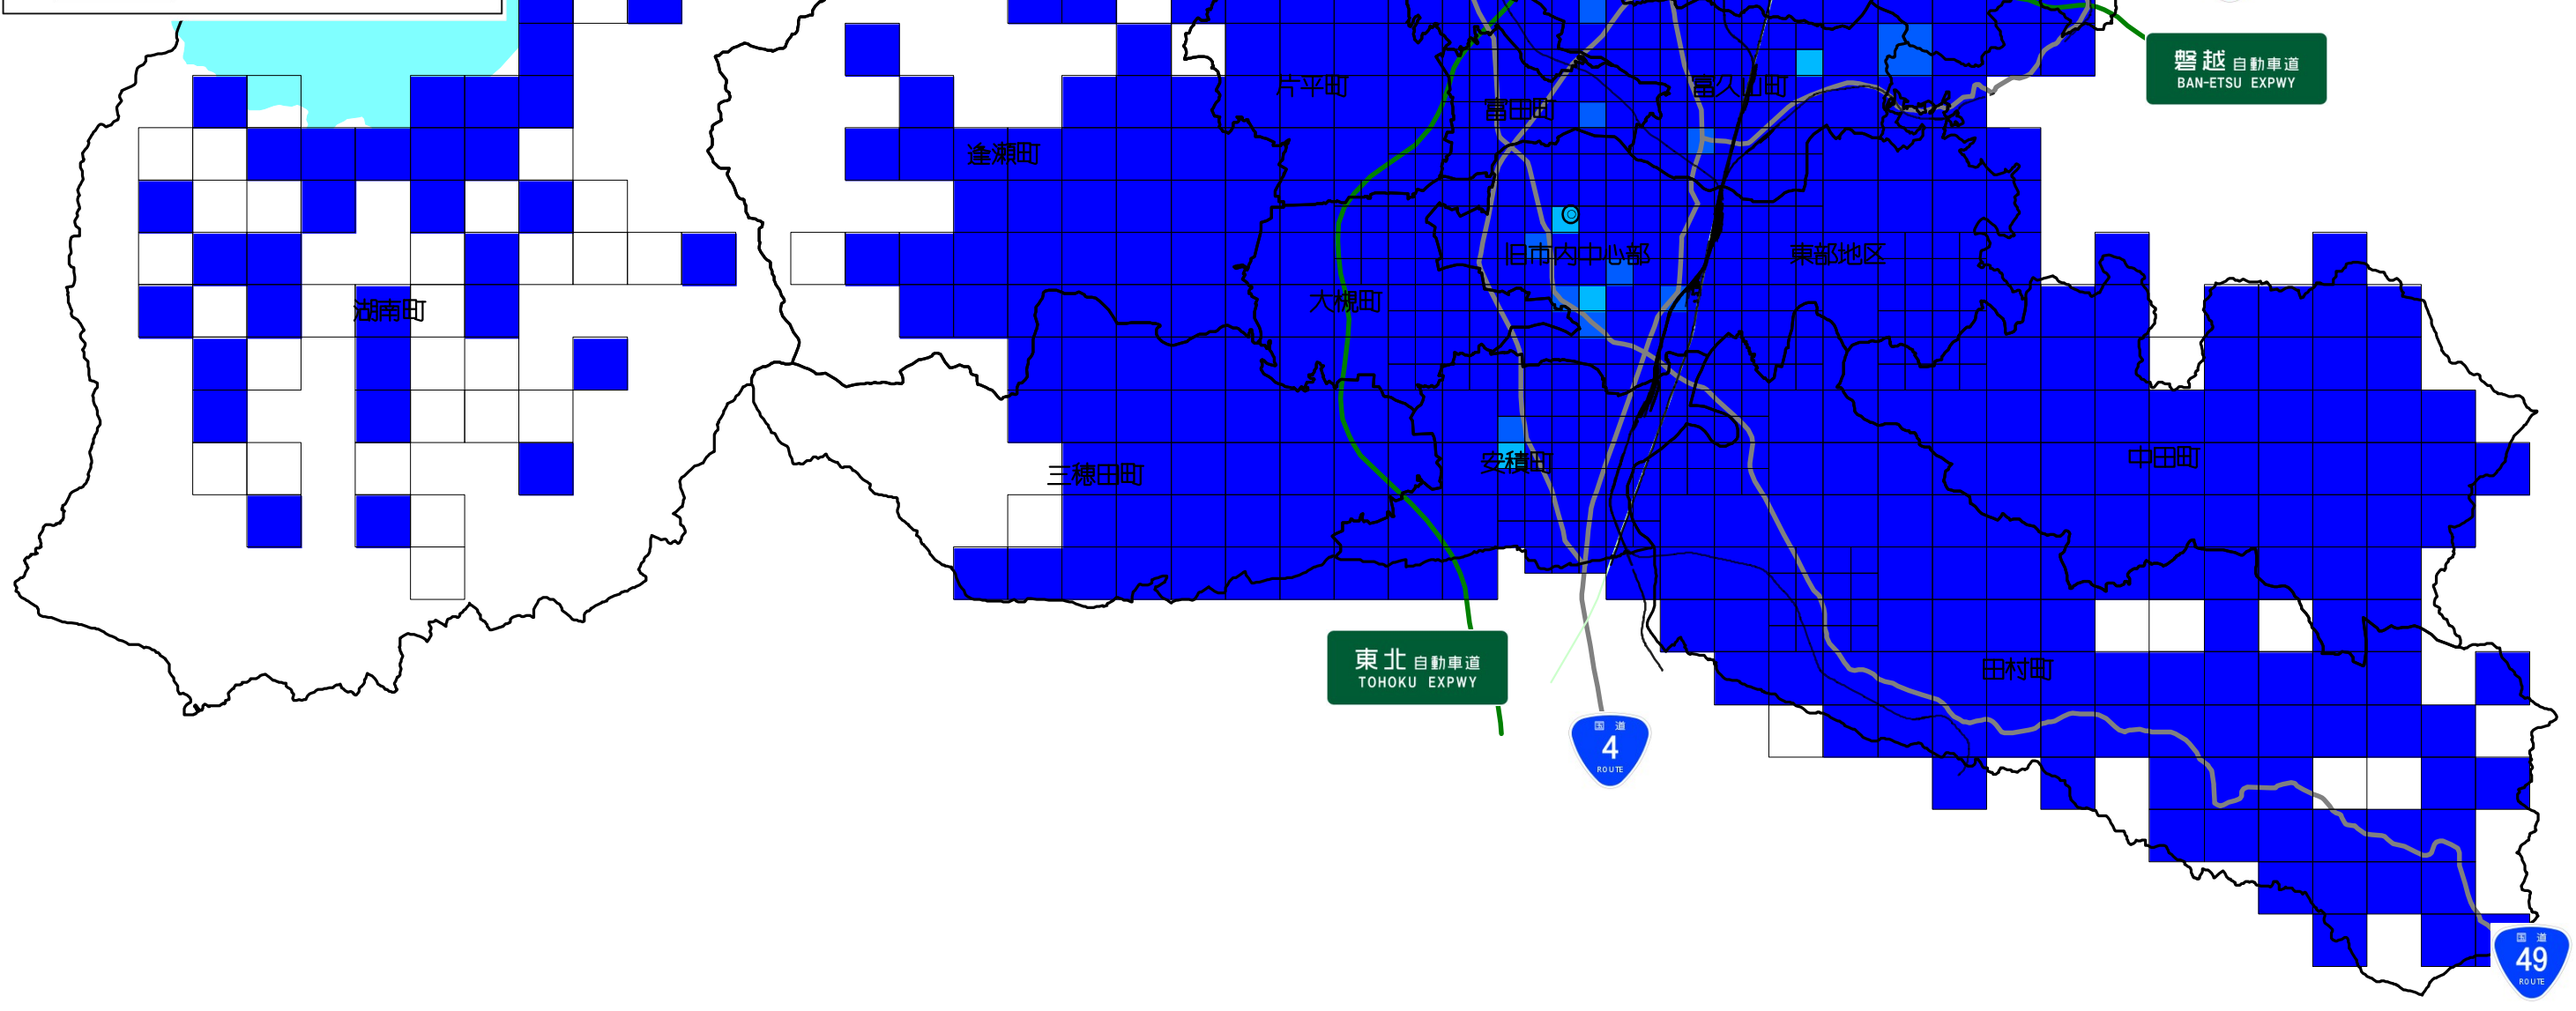 磐越 自動車道
BAN-ETSU EXPWY
片平町
富田町
富久山町
逢瀬町
旧市内中心部
東部地区
大槻町
湖南町
三穂田町
安積町
中田町
東北 自動車道
TOHOKU EXPWY
田村町
国道
4
ROUTE
国道
49
ROUTE